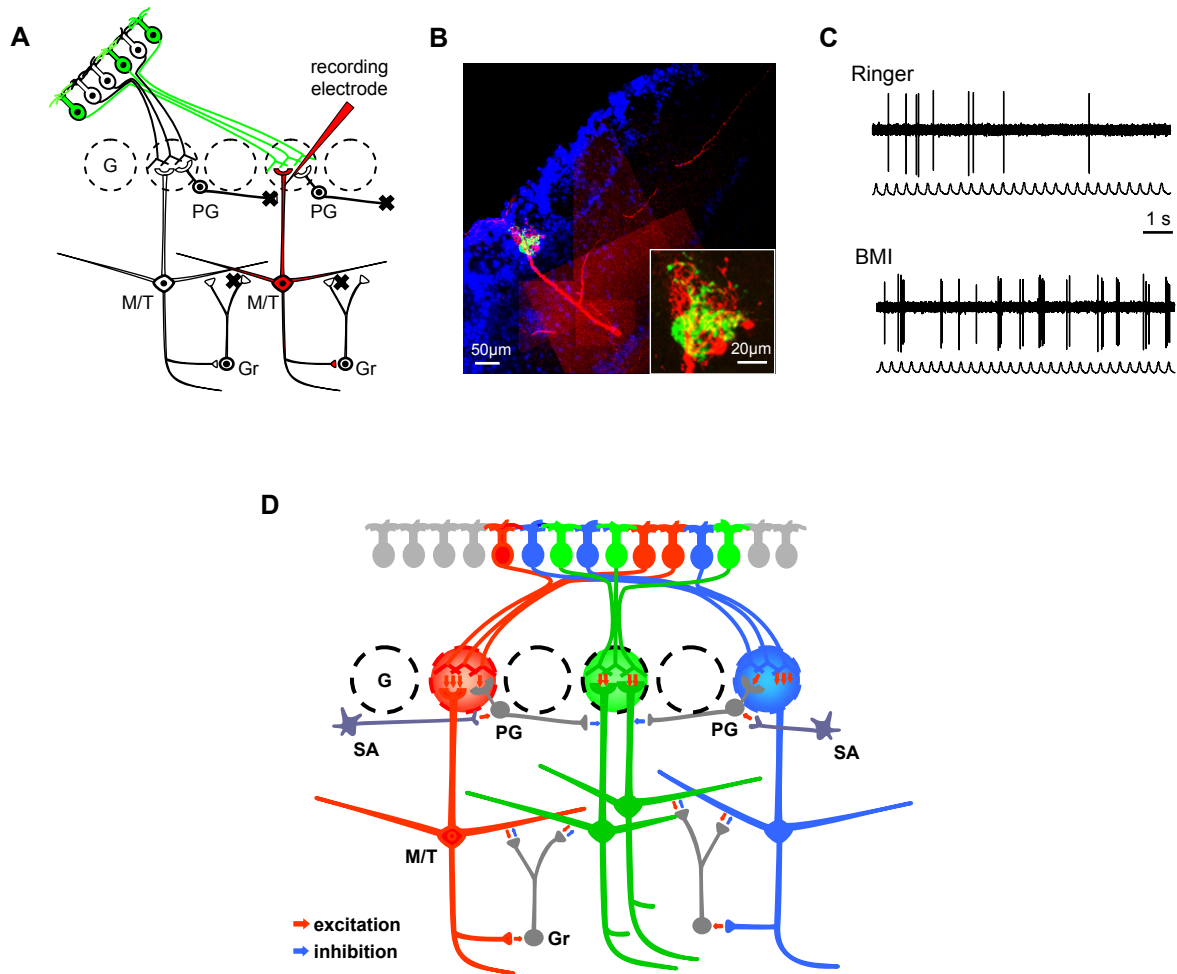 A
recording
electrode
G
PG
PG
M/T
M/T
Gr
Gr
B
50µm
20µm
C
Ringer
1 s
BMI
D
G
SA
PG
PG
SA
M/T
Gr
excitation
inhibition